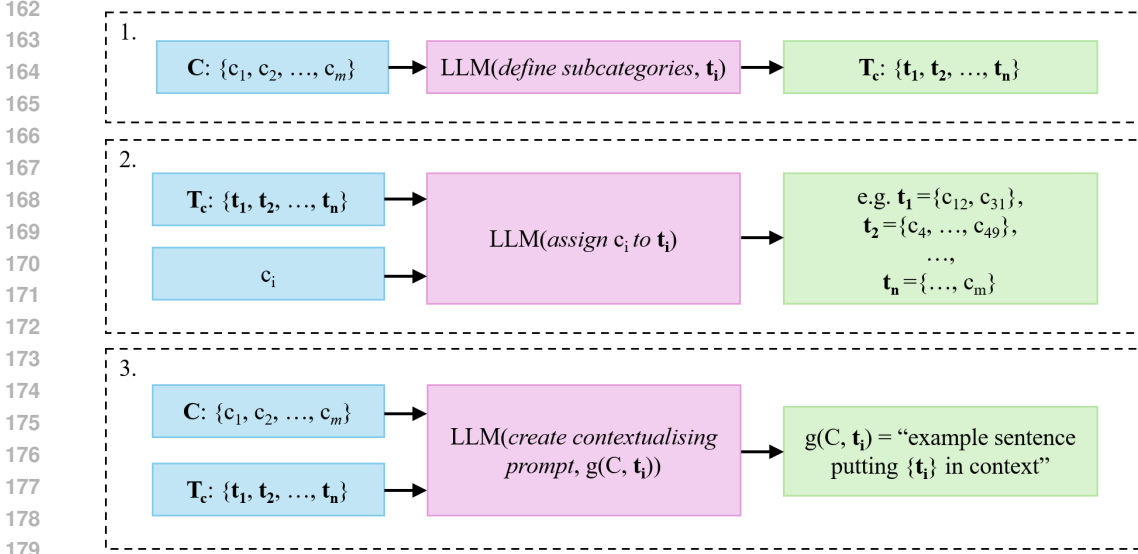 162
163
164
165
166
167
168
169
170
171
172
173
174
175
176
177
178
179
1.
C: {c₁, c₂, …, cₘ}
LLM(define subcategories, tᵢ)
T_c: {t₁, t₂, …, tₙ}
2.
T_c: {t₁, t₂, …, tₙ}
cᵢ
LLM(assign cᵢ to tᵢ)
e.g. t₁ ={c₁₂, c₃₁},
t₂ ={c₄, …, c₄₉},
…,
tₙ ={…, cₘ}
3.
C: {c₁, c₂, …, cₘ}
T_c: {t₁, t₂, …, tₙ}
LLM(create contextualising
prompt, g(C, tᵢ))
g(C, tᵢ) = “example sentence
putting {tᵢ} in context”